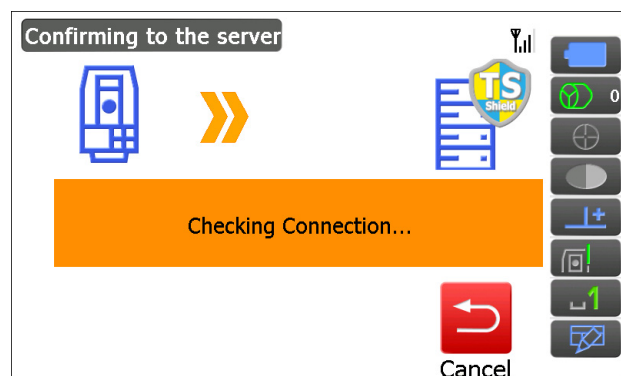 Confirming to the server
TS
Shield
0
Checking Connection...
1
Cancel